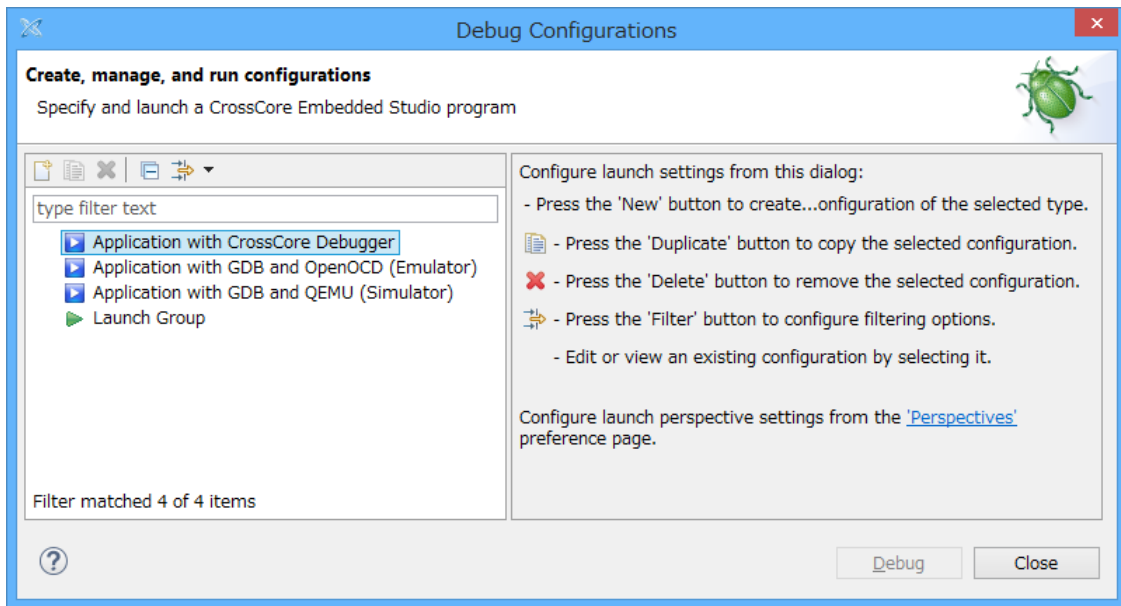 Debug Configurations
Create, manage, and run configurations
Specify and launch a CrossCore Embedded Studio program
type filter text
Application with CrossCore Debugger
Application with GDB and OpenOCD (Emulator)
Application with GDB and QEMU (Simulator)
Launch Group
Filter matched 4 of 4 items
Configure launch settings from this dialog:
- Press the 'New' button to create...onfiguration of the selected type.
- Press the 'Duplicate' button to copy the selected configuration.
- Press the 'Delete' button to remove the selected configuration.
- Press the 'Filter' button to configure filtering options.
- Edit or view an existing configuration by selecting it.
Configure launch perspective settings from the 'Perspectives'
preference page.
Debug
Close